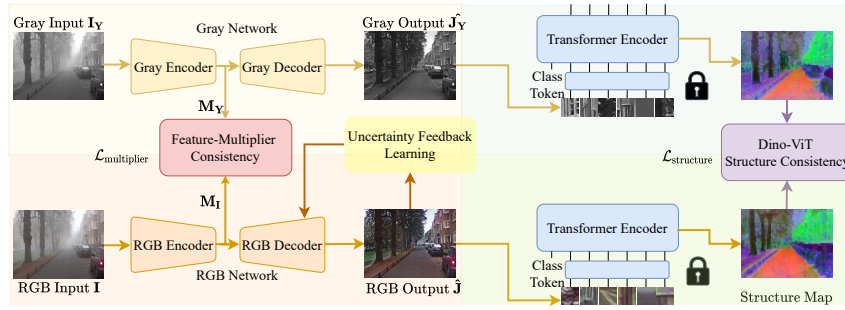 Gray Input I_Y
Gray Network
Gray Output Ĵ_Y
Gray Encoder
Gray Decoder
Transformer Encoder
Class
Token
M_Y
Feature-Multiplier
Consistency
Uncertainty Feedback
Learning
Dino-ViT
Structure Consistency
ℒ_multiplier
ℒ_structure
M_I
RGB Encoder
RGB Decoder
Transformer Encoder
Class
Token
RGB Network
RGB Input I
RGB Output Ĵ
Structure Map